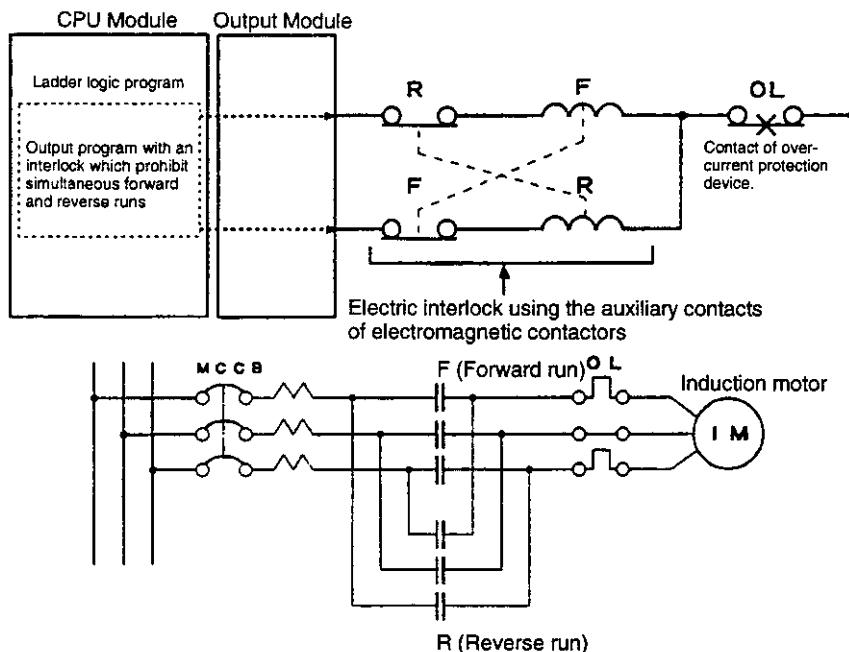 CPU Module
Output Module
Ladder logic program
Output program with an
interlock which prohibit
simultaneous forward
and reverse runs
R
F
OL
Contact of over-
current protection
device.
F
R
Electric interlock using the auxiliary contacts
of electromagnetic contactors
MCCB
F (Forward run)
OL
Induction motor
IM
R (Reverse run)